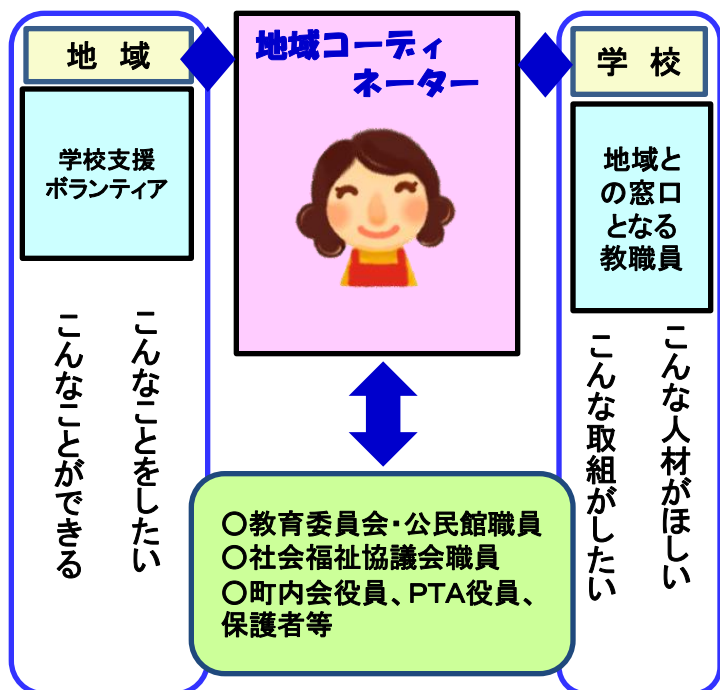 地 域
学校支援
ボランティア
こんなことをしたい
こんなことができる
地域コーディ
ネーター
学 校
地域と
の窓口
となる
教職員
こんな人材がほしい
こんな取組がしたい
○教育委員会・公民館職員
○社会福祉協議会職員
○町内会役員、PTA役員、
保護者等